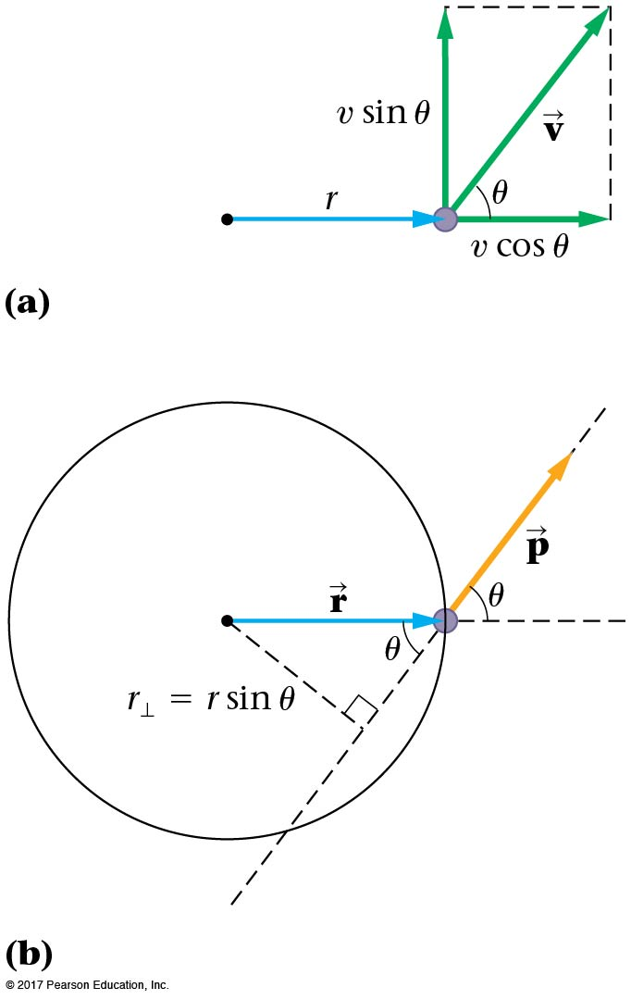 v sin θ
v⃗
θ
r
v cos θ
(a)
p⃗
r⃗
θ
θ
r⊥ = r sin θ
(b)
© 2017 Pearson Education, Inc.